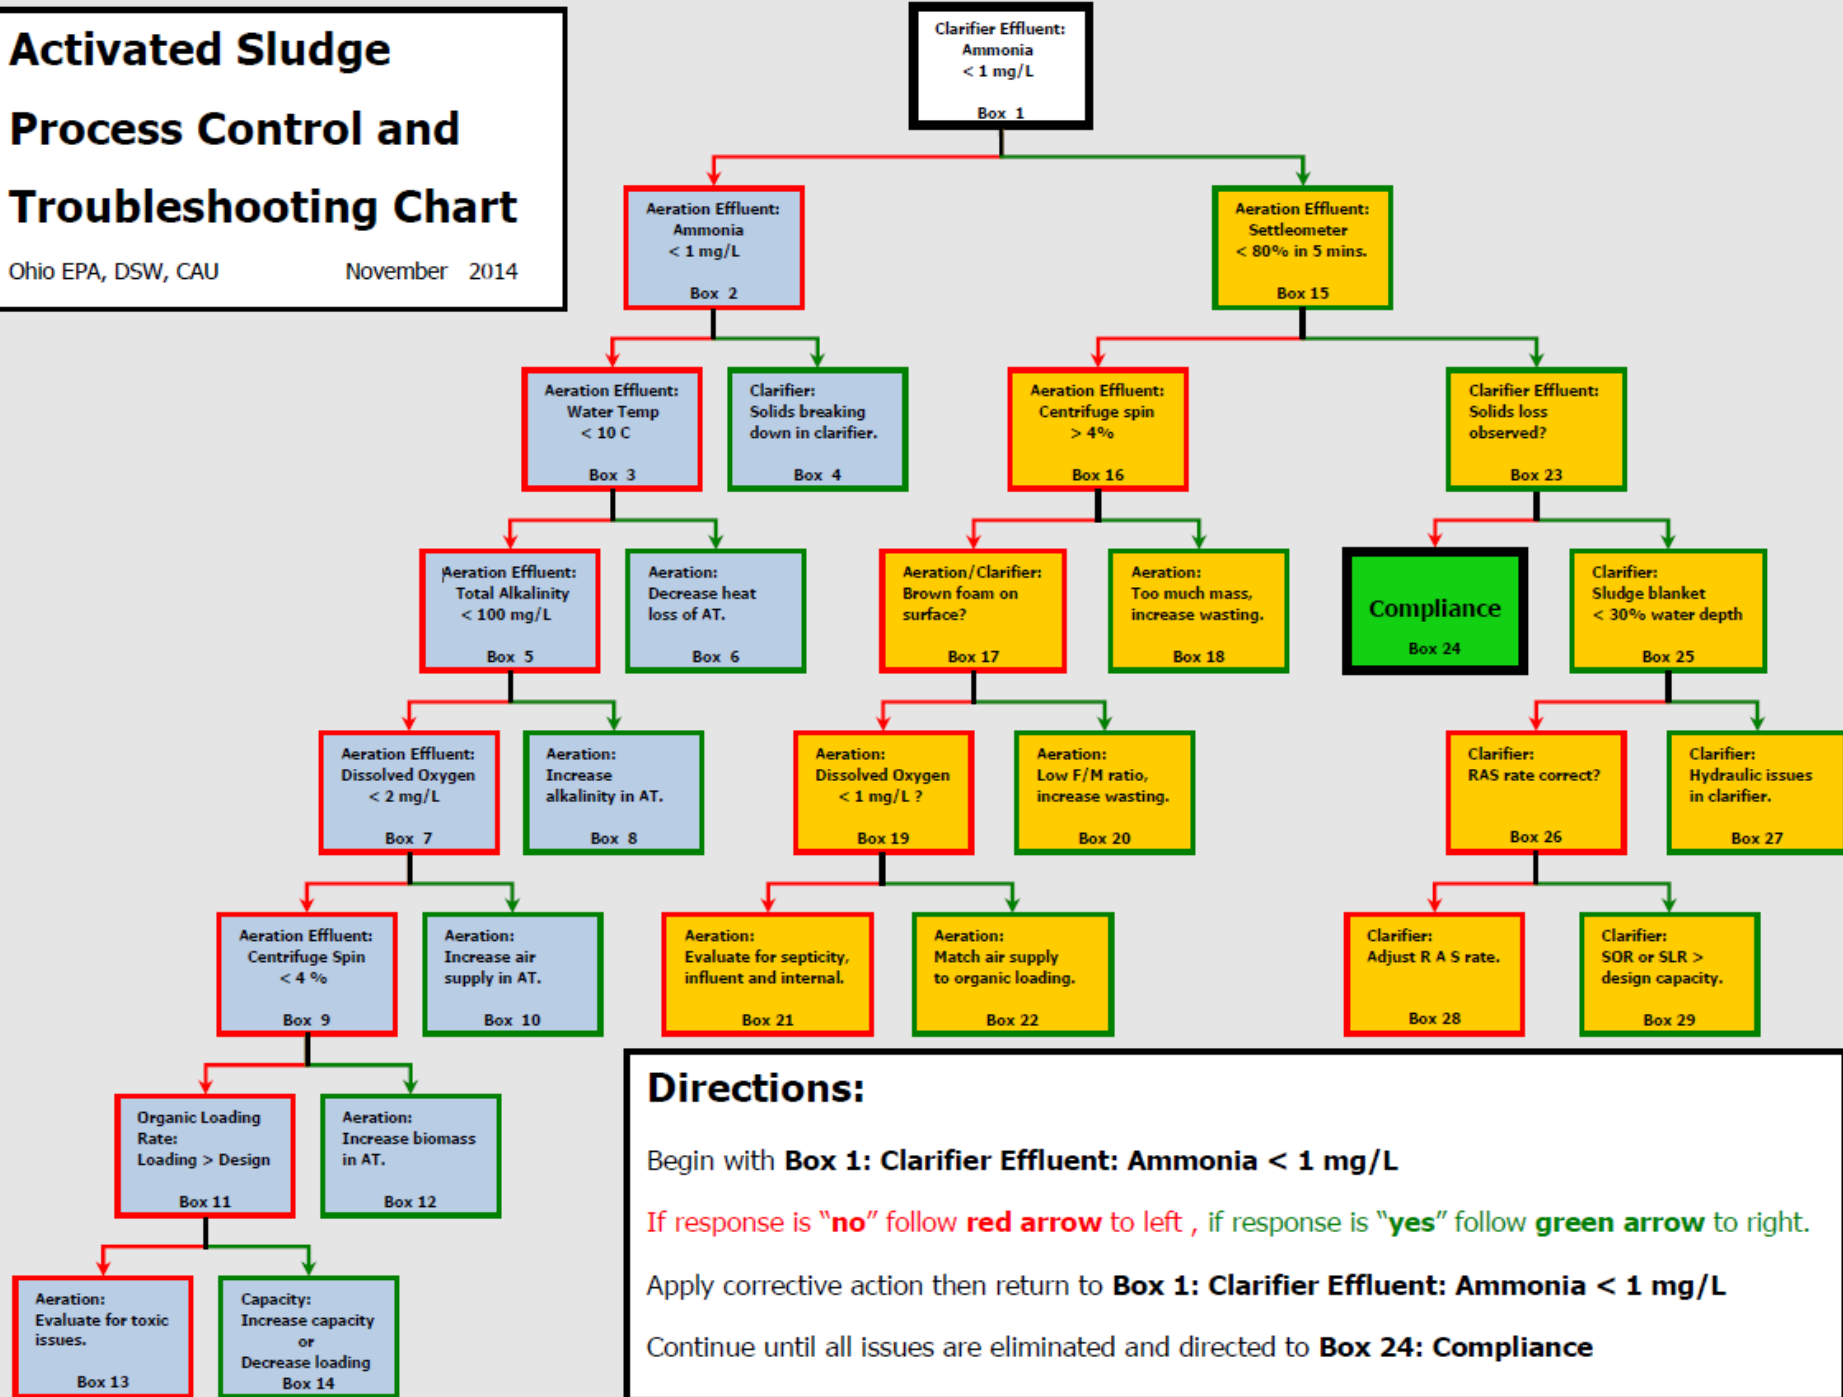 Activated Sludge
Process Control and
Troubleshooting Chart
Ohio EPA, DSW, CAU November 2014
Clarifier Effluent:
Ammonia
< 1 mg/L
Box 1
Aeration Effluent:
Ammonia
< 1 mg/L
Box 2
Aeration Effluent:
Settleometer
< 80% in 5 mins.
Box 15
Aeration Effluent:
Water Temp
< 10 C
Box 3
Clarifier:
Solids breaking
down in clarifier.
Box 4
Aeration Effluent:
Centrifuge spin
> 4%
Box 16
Clarifier Effluent:
Solids loss
observed?
Box 23
Aeration Effluent:
Total Alkalinity
< 100 mg/L
Box 5
Aeration:
Decrease heat
loss of AT.
Box 6
Aeration/Clarifier:
Brown foam on
surface?
Box 17
Aeration:
Too much mass,
increase wasting.
Box 18
Compliance
Box 24
Clarifier:
Sludge blanket
< 30% water depth
Box 25
Aeration Effluent:
Dissolved Oxygen
< 2 mg/L
Box 7
Aeration:
Increase
alkalinity in AT.
Box 8
Aeration:
Dissolved Oxygen
< 1 mg/L ?
Box 19
Aeration:
Low F/M ratio,
increase wasting.
Box 20
Clarifier:
RAS rate correct?
Box 26
Clarifier:
Hydraulic issues
in clarifier.
Box 27
Aeration Effluent:
Centrifuge Spin
< 4 %
Box 9
Aeration:
Increase air
supply in AT.
Box 10
Aeration:
Evaluate for septicity,
influent and internal.
Box 21
Aeration:
Match air supply
to organic loading.
Box 22
Clarifier:
Adjust R A S rate.
Box 28
Clarifier:
SOR or SLR >
design capacity.
Box 29
Organic Loading
Rate:
Loading > Design
Box 11
Aeration:
Increase biomass
in AT.
Box 12
Aeration:
Evaluate for toxic
issues.
Box 13
Capacity:
Increase capacity
or
Decrease loading
Box 14
Directions:
Begin with Box 1: Clarifier Effluent: Ammonia < 1 mg/L
If response is “no” follow red arrow to left , if response is “yes” follow green arrow to right.
Apply corrective action then return to Box 1: Clarifier Effluent: Ammonia < 1 mg/L
Continue until all issues are eliminated and directed to Box 24: Compliance